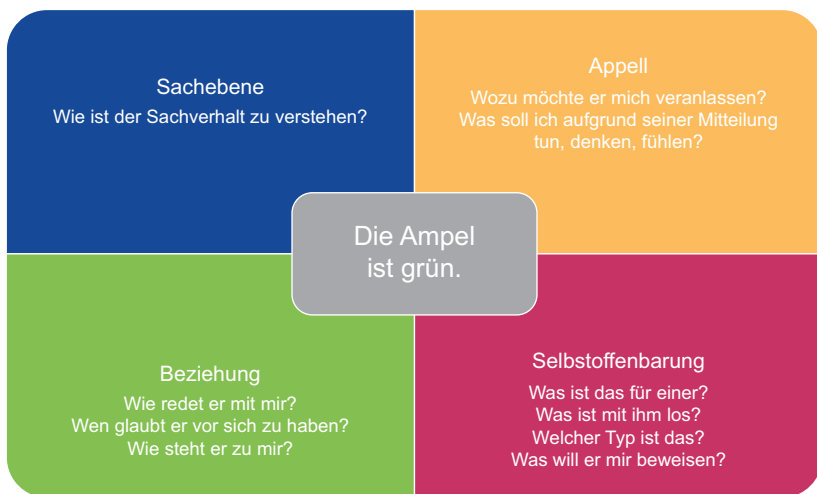 Sachebene
Wie ist der Sachverhalt zu verstehen?
Appell
Wozu möchte er mich veranlassen?
Was soll ich aufgrund seiner Mitteilung
tun, denken, fühlen?
Die Ampel
ist grün.
Beziehung
Wie redet er mit mir?
Wen glaubt er vor sich zu haben?
Wie steht er zu mir?
Selbstoffenbarung
Was ist das für einer?
Was ist mit ihm los?
Welcher Typ ist das?
Was will er mir beweisen?